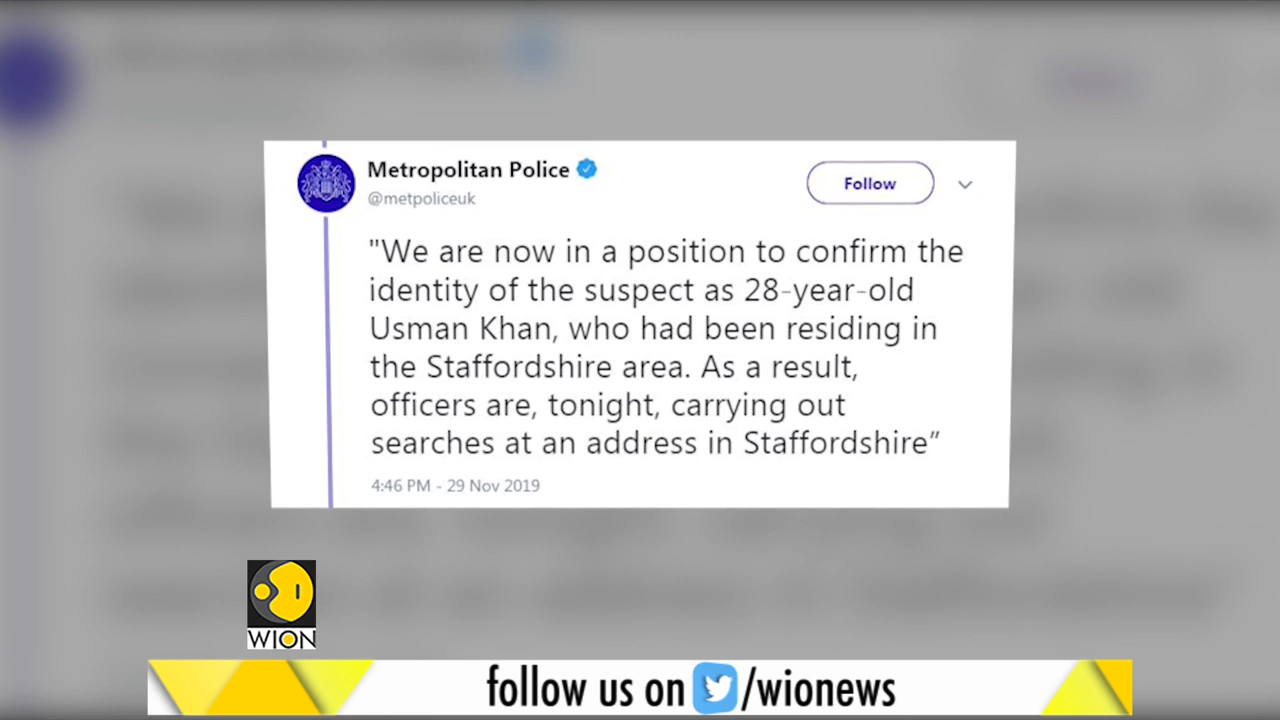 Metropolitan Police
Follow
@metpoliceuk
"We are now in a position to confirm the
identity of the suspect as 28-year-old
Usman Khan, who had been residing in
the Staffordshire area. As a result,
officers are, tonight, carrying out
searches at an address in Staffordshire”
4:46 PM - 29 Nov 2019
WION
follow us on /wionews